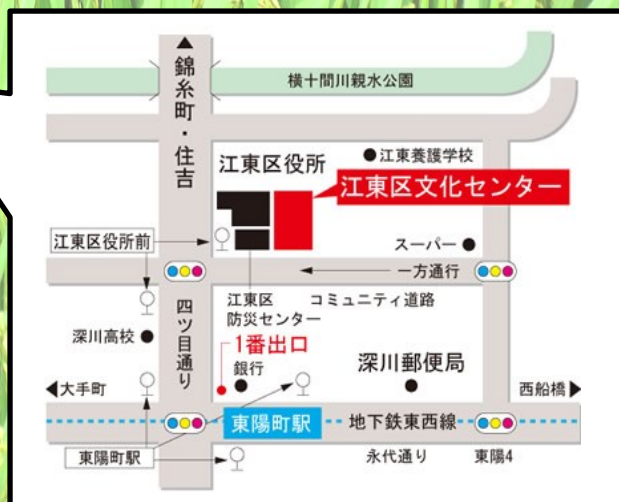 ▲錦糸町・住吉
横十間川親水公園
江東区役所
●江東養護学校
江東区文化センター
江東区役所前
スーパー●
一方通行
四ツ目通り
江東区
防災センター
コミュニティ道路
深川高校●
1番出口
銀行
深川郵便局
◀大手町
西船橋▶
東陽町駅
地下鉄東西線
東陽町駅
永代通り
東陽4